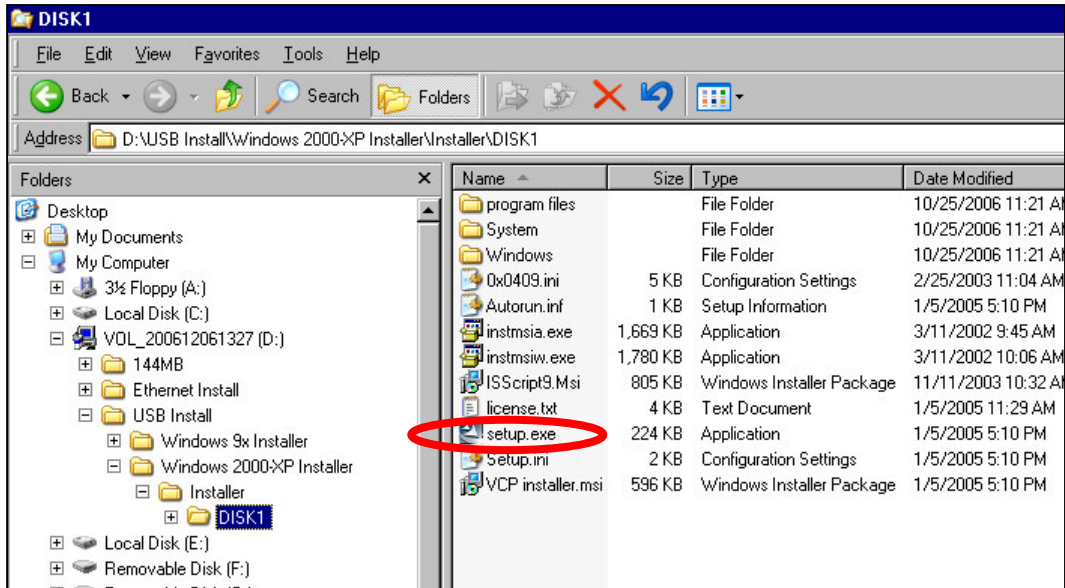 DISK1
File Edit View Favorites Tools Help
Back Search Folders
Address D:\USB Install\Windows 2000-XP Installer\Installer\DISK1
Folders
Desktop
My Documents
My Computer
3½ Floppy (A:)
Local Disk (C:)
VOL_200612061327 (D:)
144MB
Ethernet Install
USB Install
Windows 9x Installer
Windows 2000-XP Installer
Installer
DISK1
Local Disk (E:)
Removable Disk (F:)
Name Size Type Date Modified
program files File Folder 10/25/2006 11:21 A
System File Folder 10/25/2006 11:21 A
Windows File Folder 10/25/2006 11:21 A
0x0409.ini 5 KB Configuration Settings 2/25/2003 11:04 AM
Autorun.inf 1 KB Setup Information 1/5/2005 5:10 PM
instmsia.exe 1,669 KB Application 3/11/2002 9:45 AM
instmsiw.exe 1,780 KB Application 3/11/2002 10:06 AM
ISScript9.Msi 805 KB Windows Installer Package 11/11/2003 10:32 A
license.txt 4 KB Text Document 1/5/2005 11:29 AM
setup.exe 224 KB Application 1/5/2005 5:10 PM
Setup.ini 2 KB Configuration Settings 1/5/2005 5:10 PM
VCP installer.msi 596 KB Windows Installer Package 1/5/2005 5:10 PM